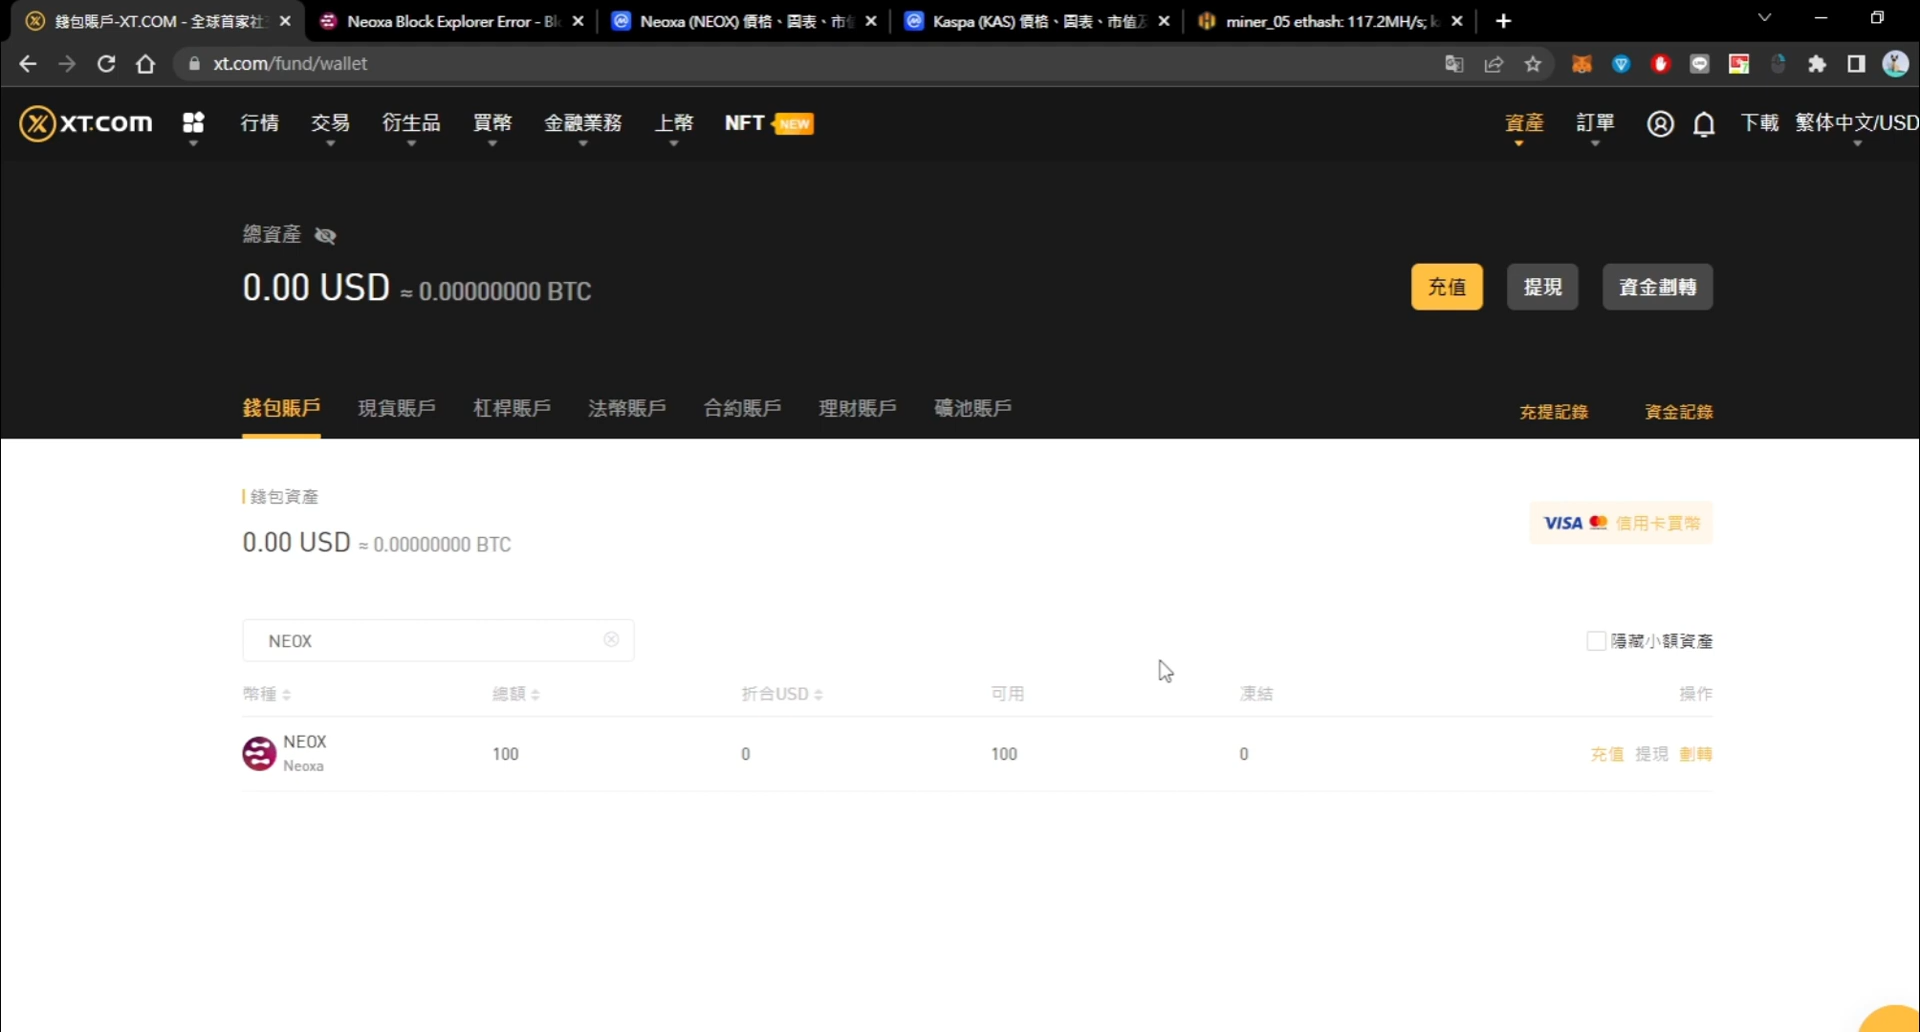 錢包賬戶-XT.COM - 全球首家社
Neoxa Block Explorer Error - Bl
Neoxa (NEOX) 價格、圖表、市值
Kaspa (KAS) 價格、圖表、市值及
miner_05 ethash: 117.2MH/s; k
xt.com/fund/wallet
XT.COM
行情
交易
衍生品
買幣
金融業務
上幣
NFT
NEW
資產
訂單
下載
繁体中文/USD
總資產
0.00 USD ≈ 0.00000000 BTC
充值
提現
資金劃轉
錢包賬戶
現貨賬戶
杠桿賬戶
法幣賬戶
合約賬戶
理財賬戶
礦池賬戶
充提記錄
資金記錄
錢包資產
0.00 USD ≈ 0.00000000 BTC
VISA 信用卡買幣
NEOX
隱藏小額資產
幣種
總額
折合USD
可用
凍結
操作
NEOX
Neoxa
100
0
100
0
充值 提現 劃轉